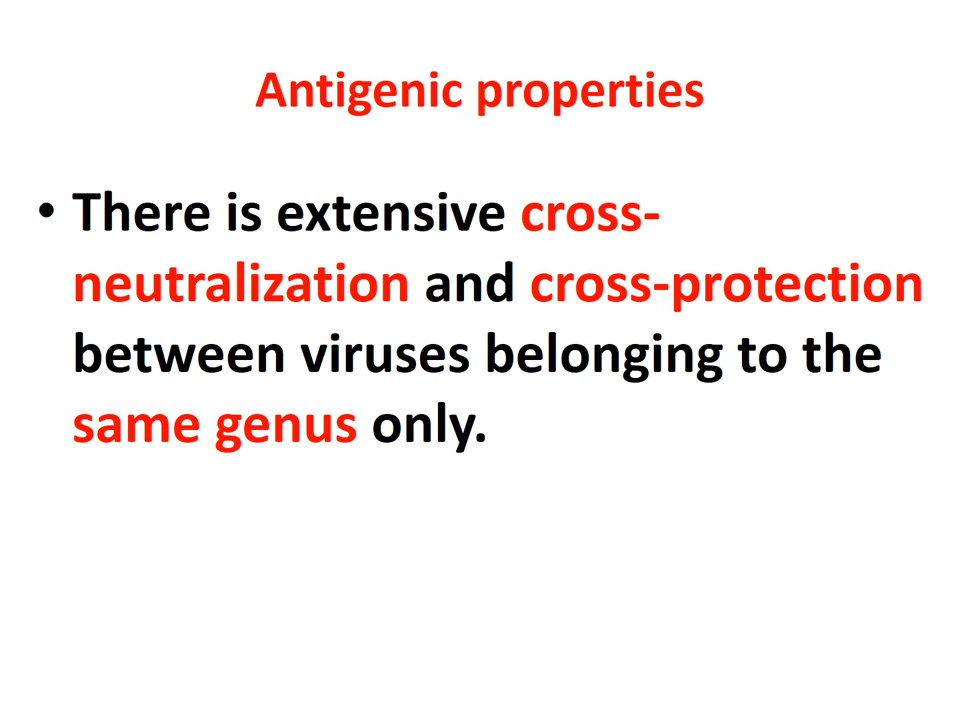 Antigenic properties
• There is extensive cross-
neutralization and cross-protection
between viruses belonging to the
same genus only.